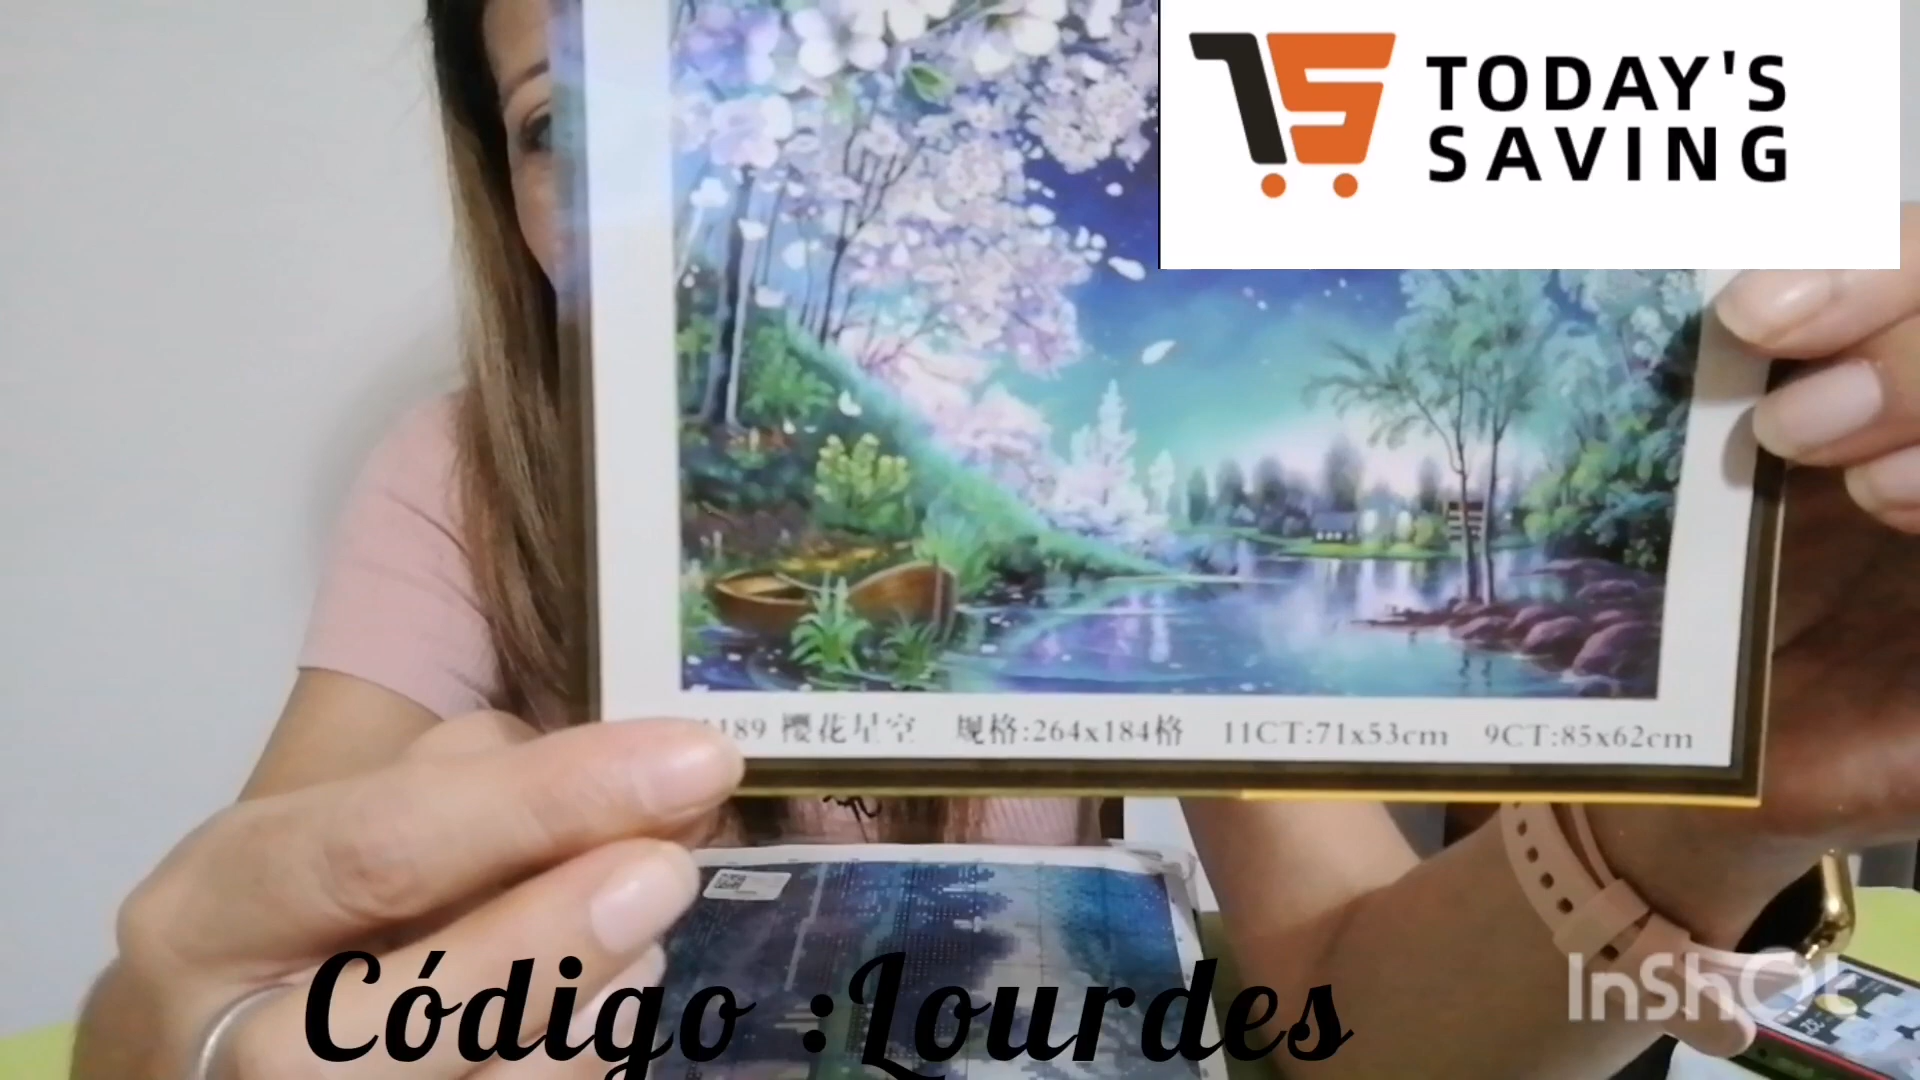 TODAY'S
SAVING
189 樱花星空 规格:264x184格 11CT:71x53cm 9CT:85x62cm
Código :Lourdes
InShOt